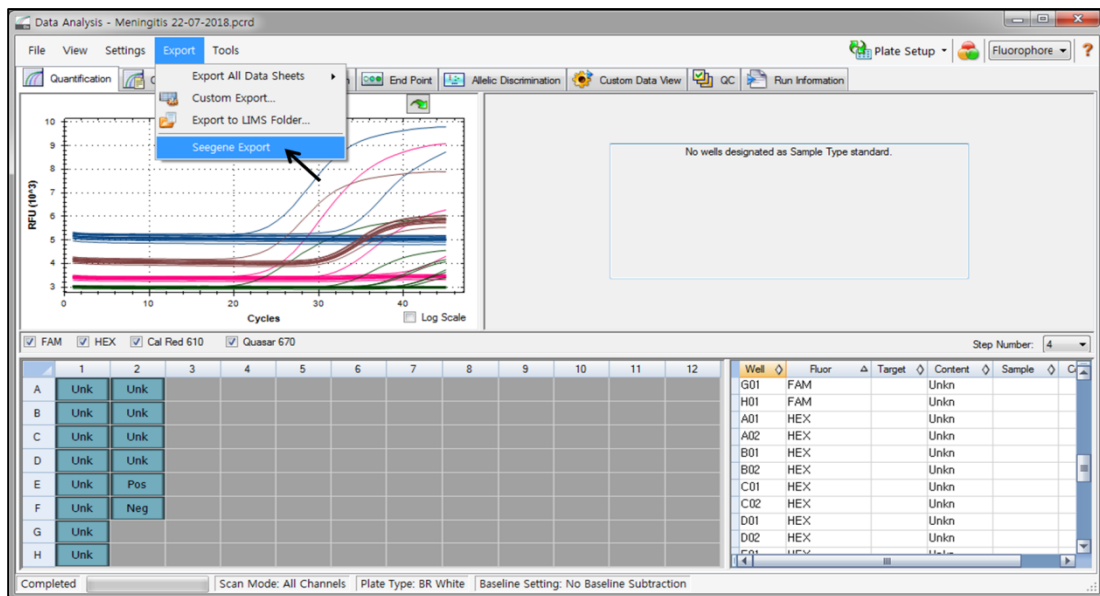 Data Analysis - Meningitis 22-07-2018.pcrd
File View Settings Export Tools
Plate Setup
Fluorophore
?
Quantification
End Point
Allelic Discrimination
Custom Data View
QC
Run Information
Export All Data Sheets
Custom Export...
Export to LIMS Folder...
Seegene Export
RFU (10^3)
10
9
8
7
6
5
4
3
0 10 20 30 40
Cycles
Log Scale
No wells designated as Sample Type standard.
FAM HEX Cal Red 610 Quasar 670
Step Number: 4
1 2 3 4 5 6 7 8 9 10 11 12
A Unk Unk
B Unk Unk
C Unk Unk
D Unk Unk
E Unk Pos
F Unk Neg
G Unk
H Unk
Well Fluor Target Content Sample
G01 FAM Unkn
H01 FAM Unkn
A01 HEX Unkn
A02 HEX Unkn
B01 HEX Unkn
B02 HEX Unkn
C01 HEX Unkn
C02 HEX Unkn
D01 HEX Unkn
D02 HEX Unkn
E01 HEX Unkn
Completed
Scan Mode: All Channels
Plate Type: BR White
Baseline Setting: No Baseline Subtraction